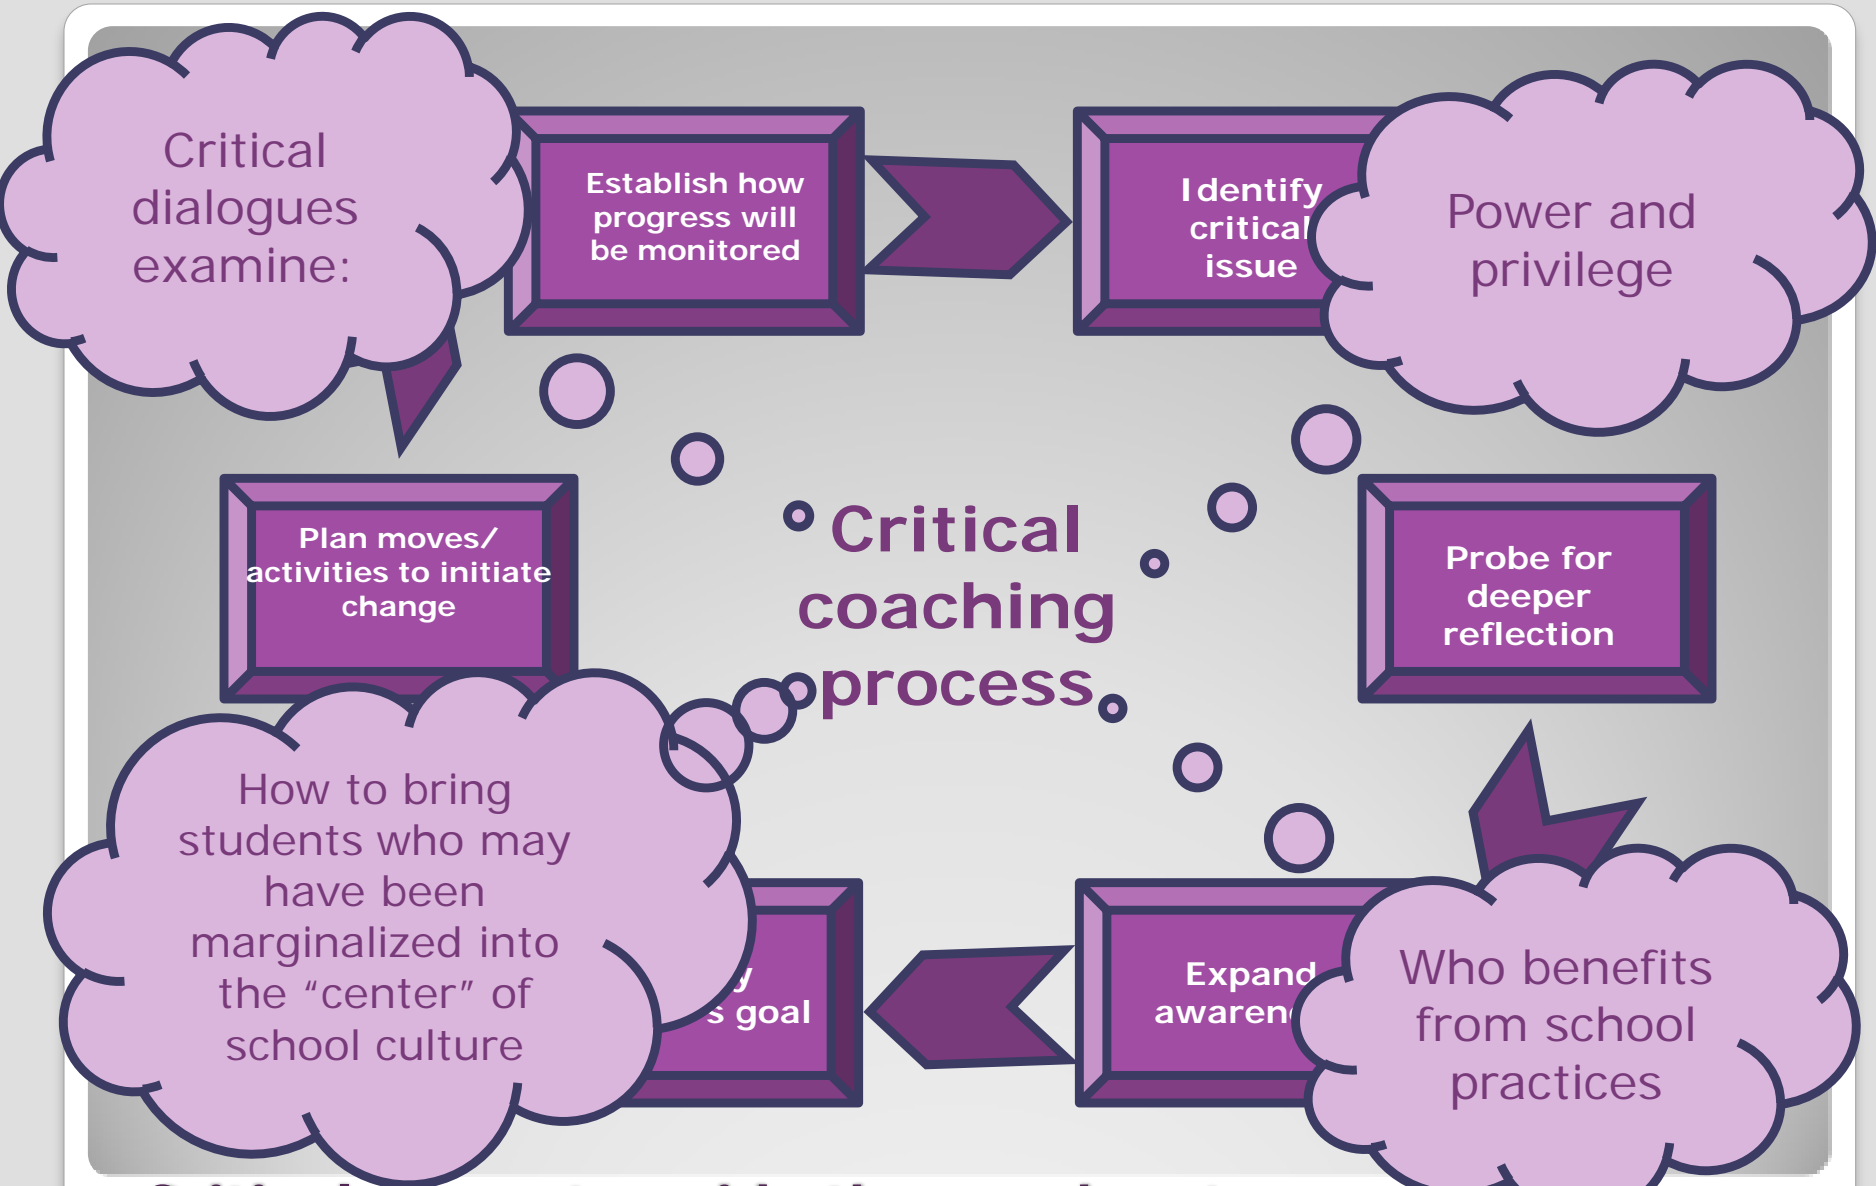 Critical
dialogues
examine:
Establish how
progress will
be monitored
Identify
critical
issue
Power and
privilege
Plan moves/
activities to initiate
change
Critical
coaching
process
Probe for
deeper
reflection
How to bring
students who may
have been
marginalized into
the “center” of
school culture
goal
Expand
Who benefits
from school
practices